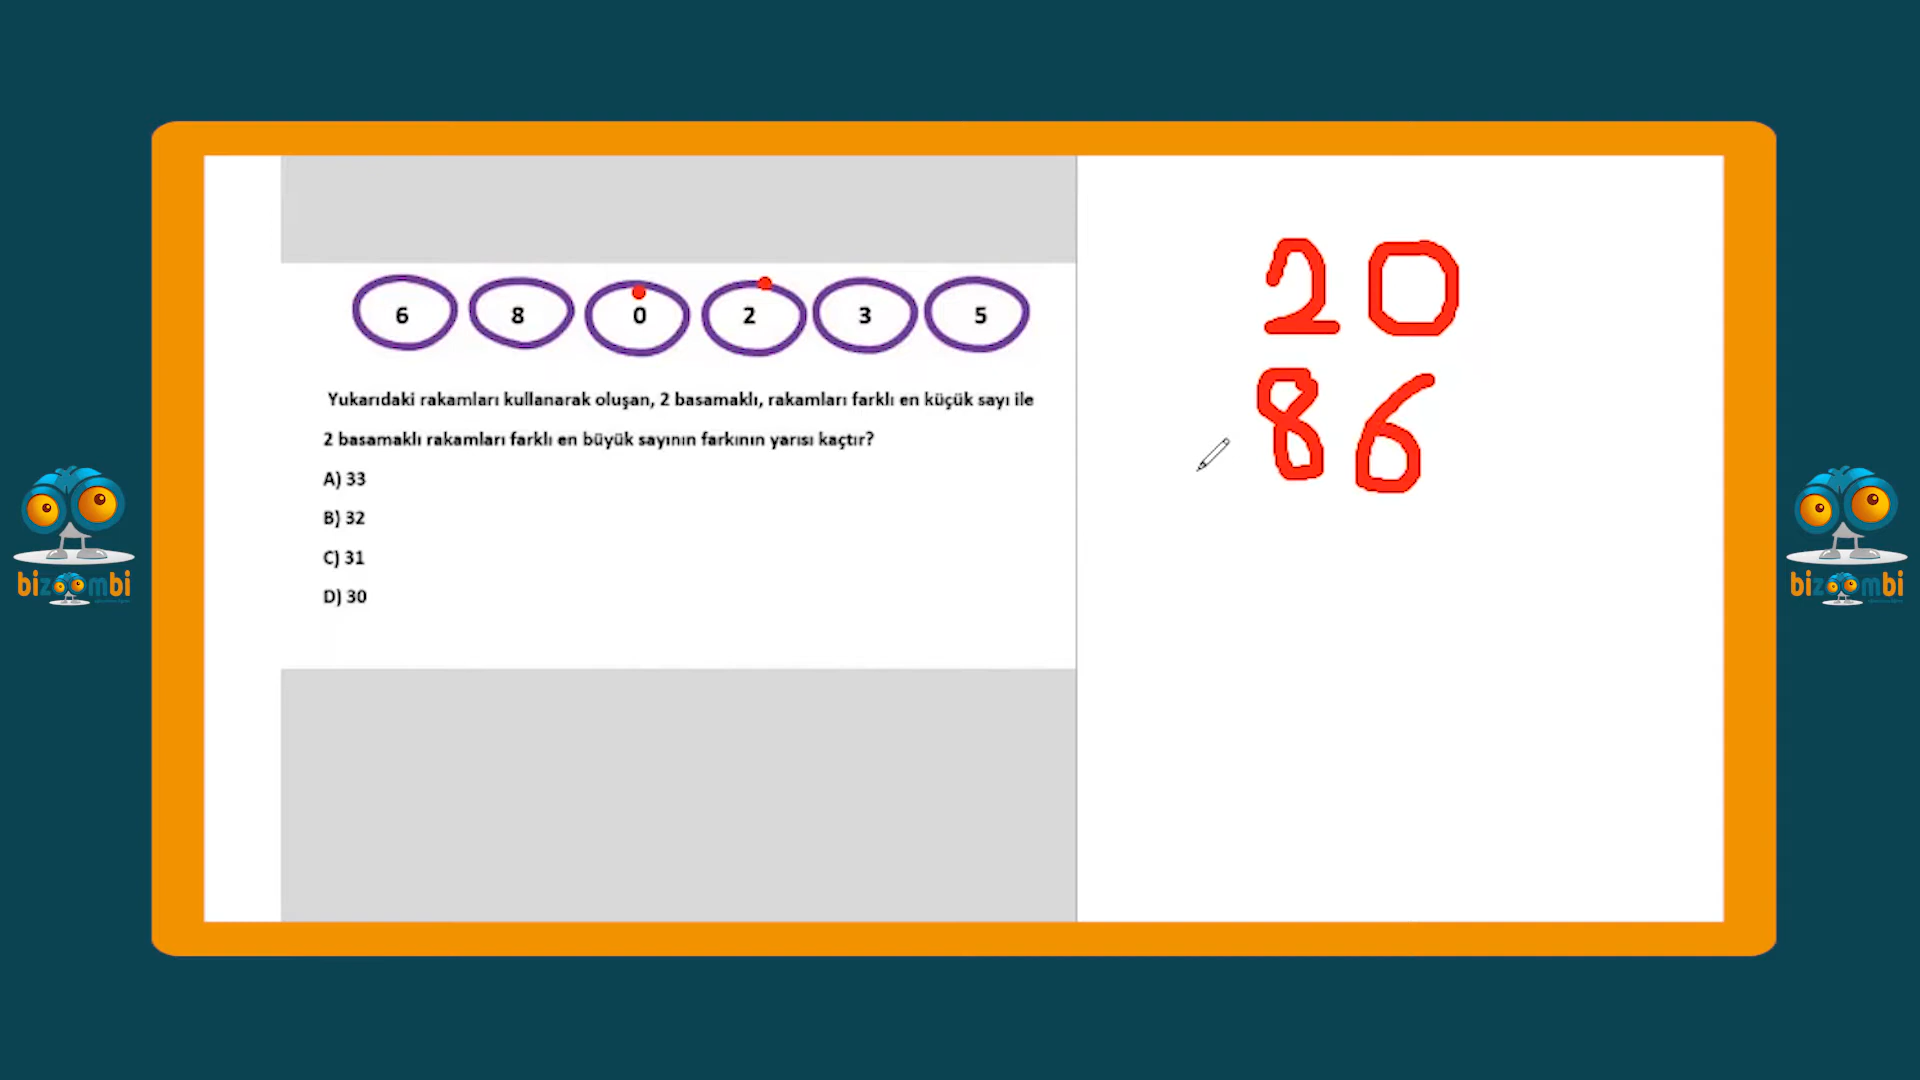 6 8 0 2 3 5
Yukarıdaki rakamları kullanarak oluşan, 2 basamaklı, rakamları farklı en küçük sayı ile
2 basamaklı rakamları farklı en büyük sayının farkının yarısı kaçtır?
A) 33
B) 32
C) 31
D) 30
20
86
bizoombi
bizoombi